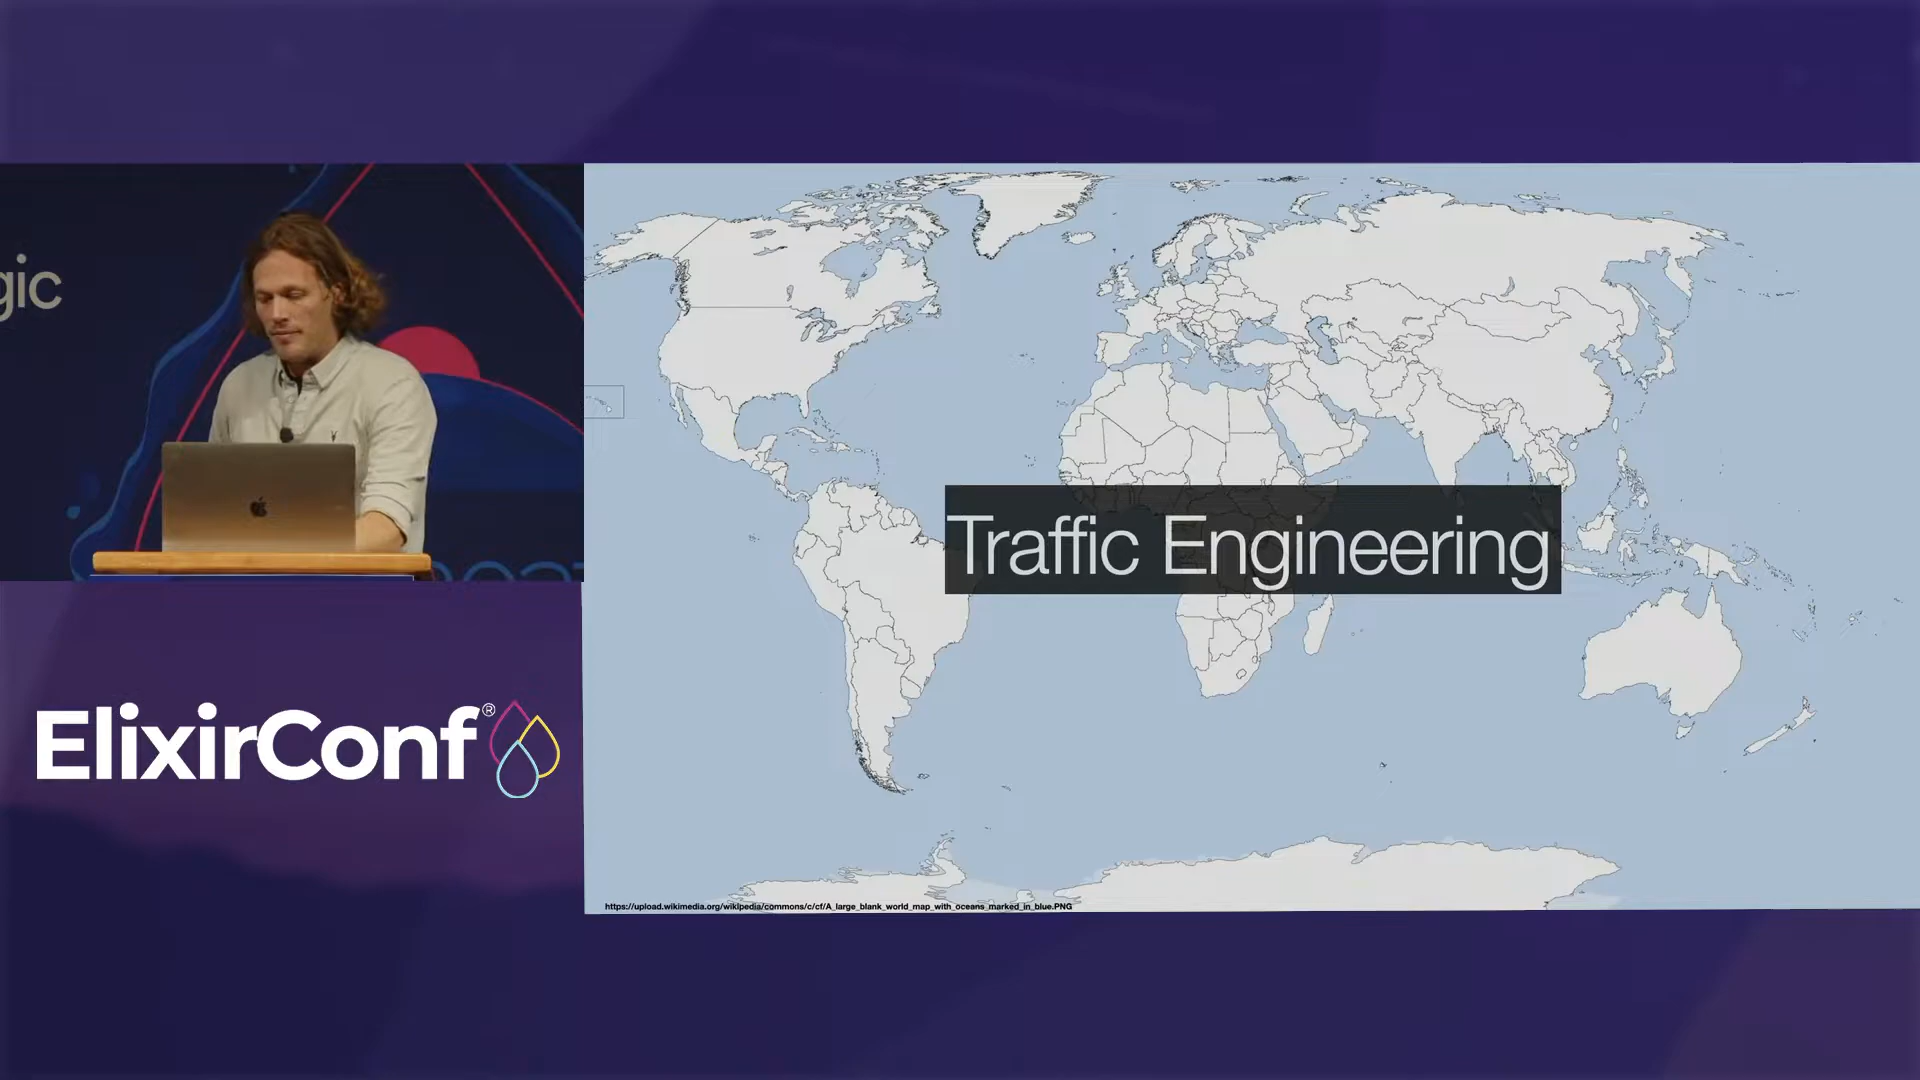 gic
Traffic Engineering
ElixirConf®
https://upload.wikimedia.org/wikipedia/commons/c/cf/A_large_blank_world_map_with_oceans_marked_in_blue.PNG